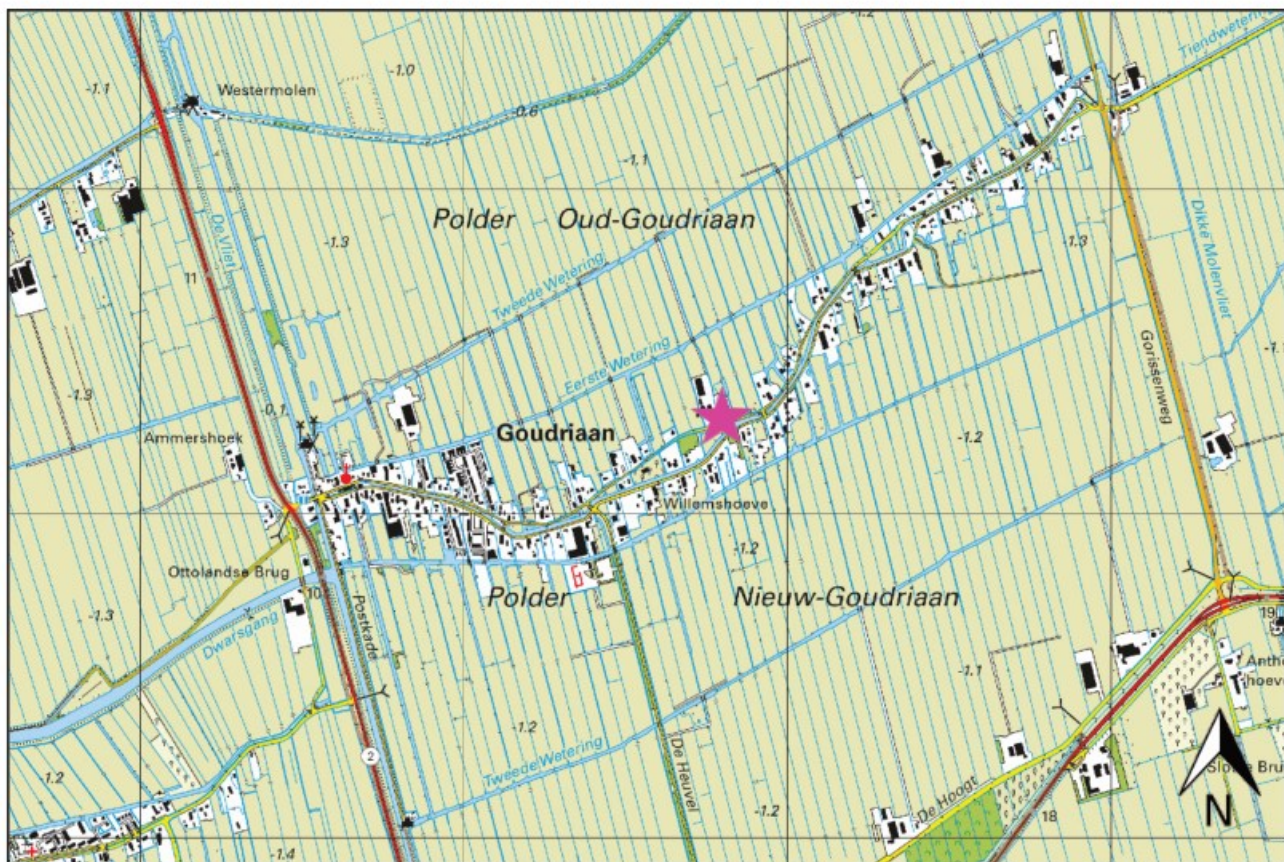 -1.2
Tiendwetering
-1.1
Westermolen
-1.0
-0.6
-1.1
De Vliet
Polder Oud-Goudriaan
-1.3
-1.3
Dikke Molenvliet
11
Tweede Wetering
-1.3
Eerste Wetering
Gorissenweg
-0.1
Ammershoek
Goudriaan
-1.2
Willemshoeve
-1.2
Ottolandse Brug
10
Polder Nieuw-Goudriaan
-1.3
Dwarsgang
Postkade
19
-1.1
-1.2
2
Tweede Wetering
De Heuvel
-1.2
-1.2
De Hoogt
18
-1.4
N